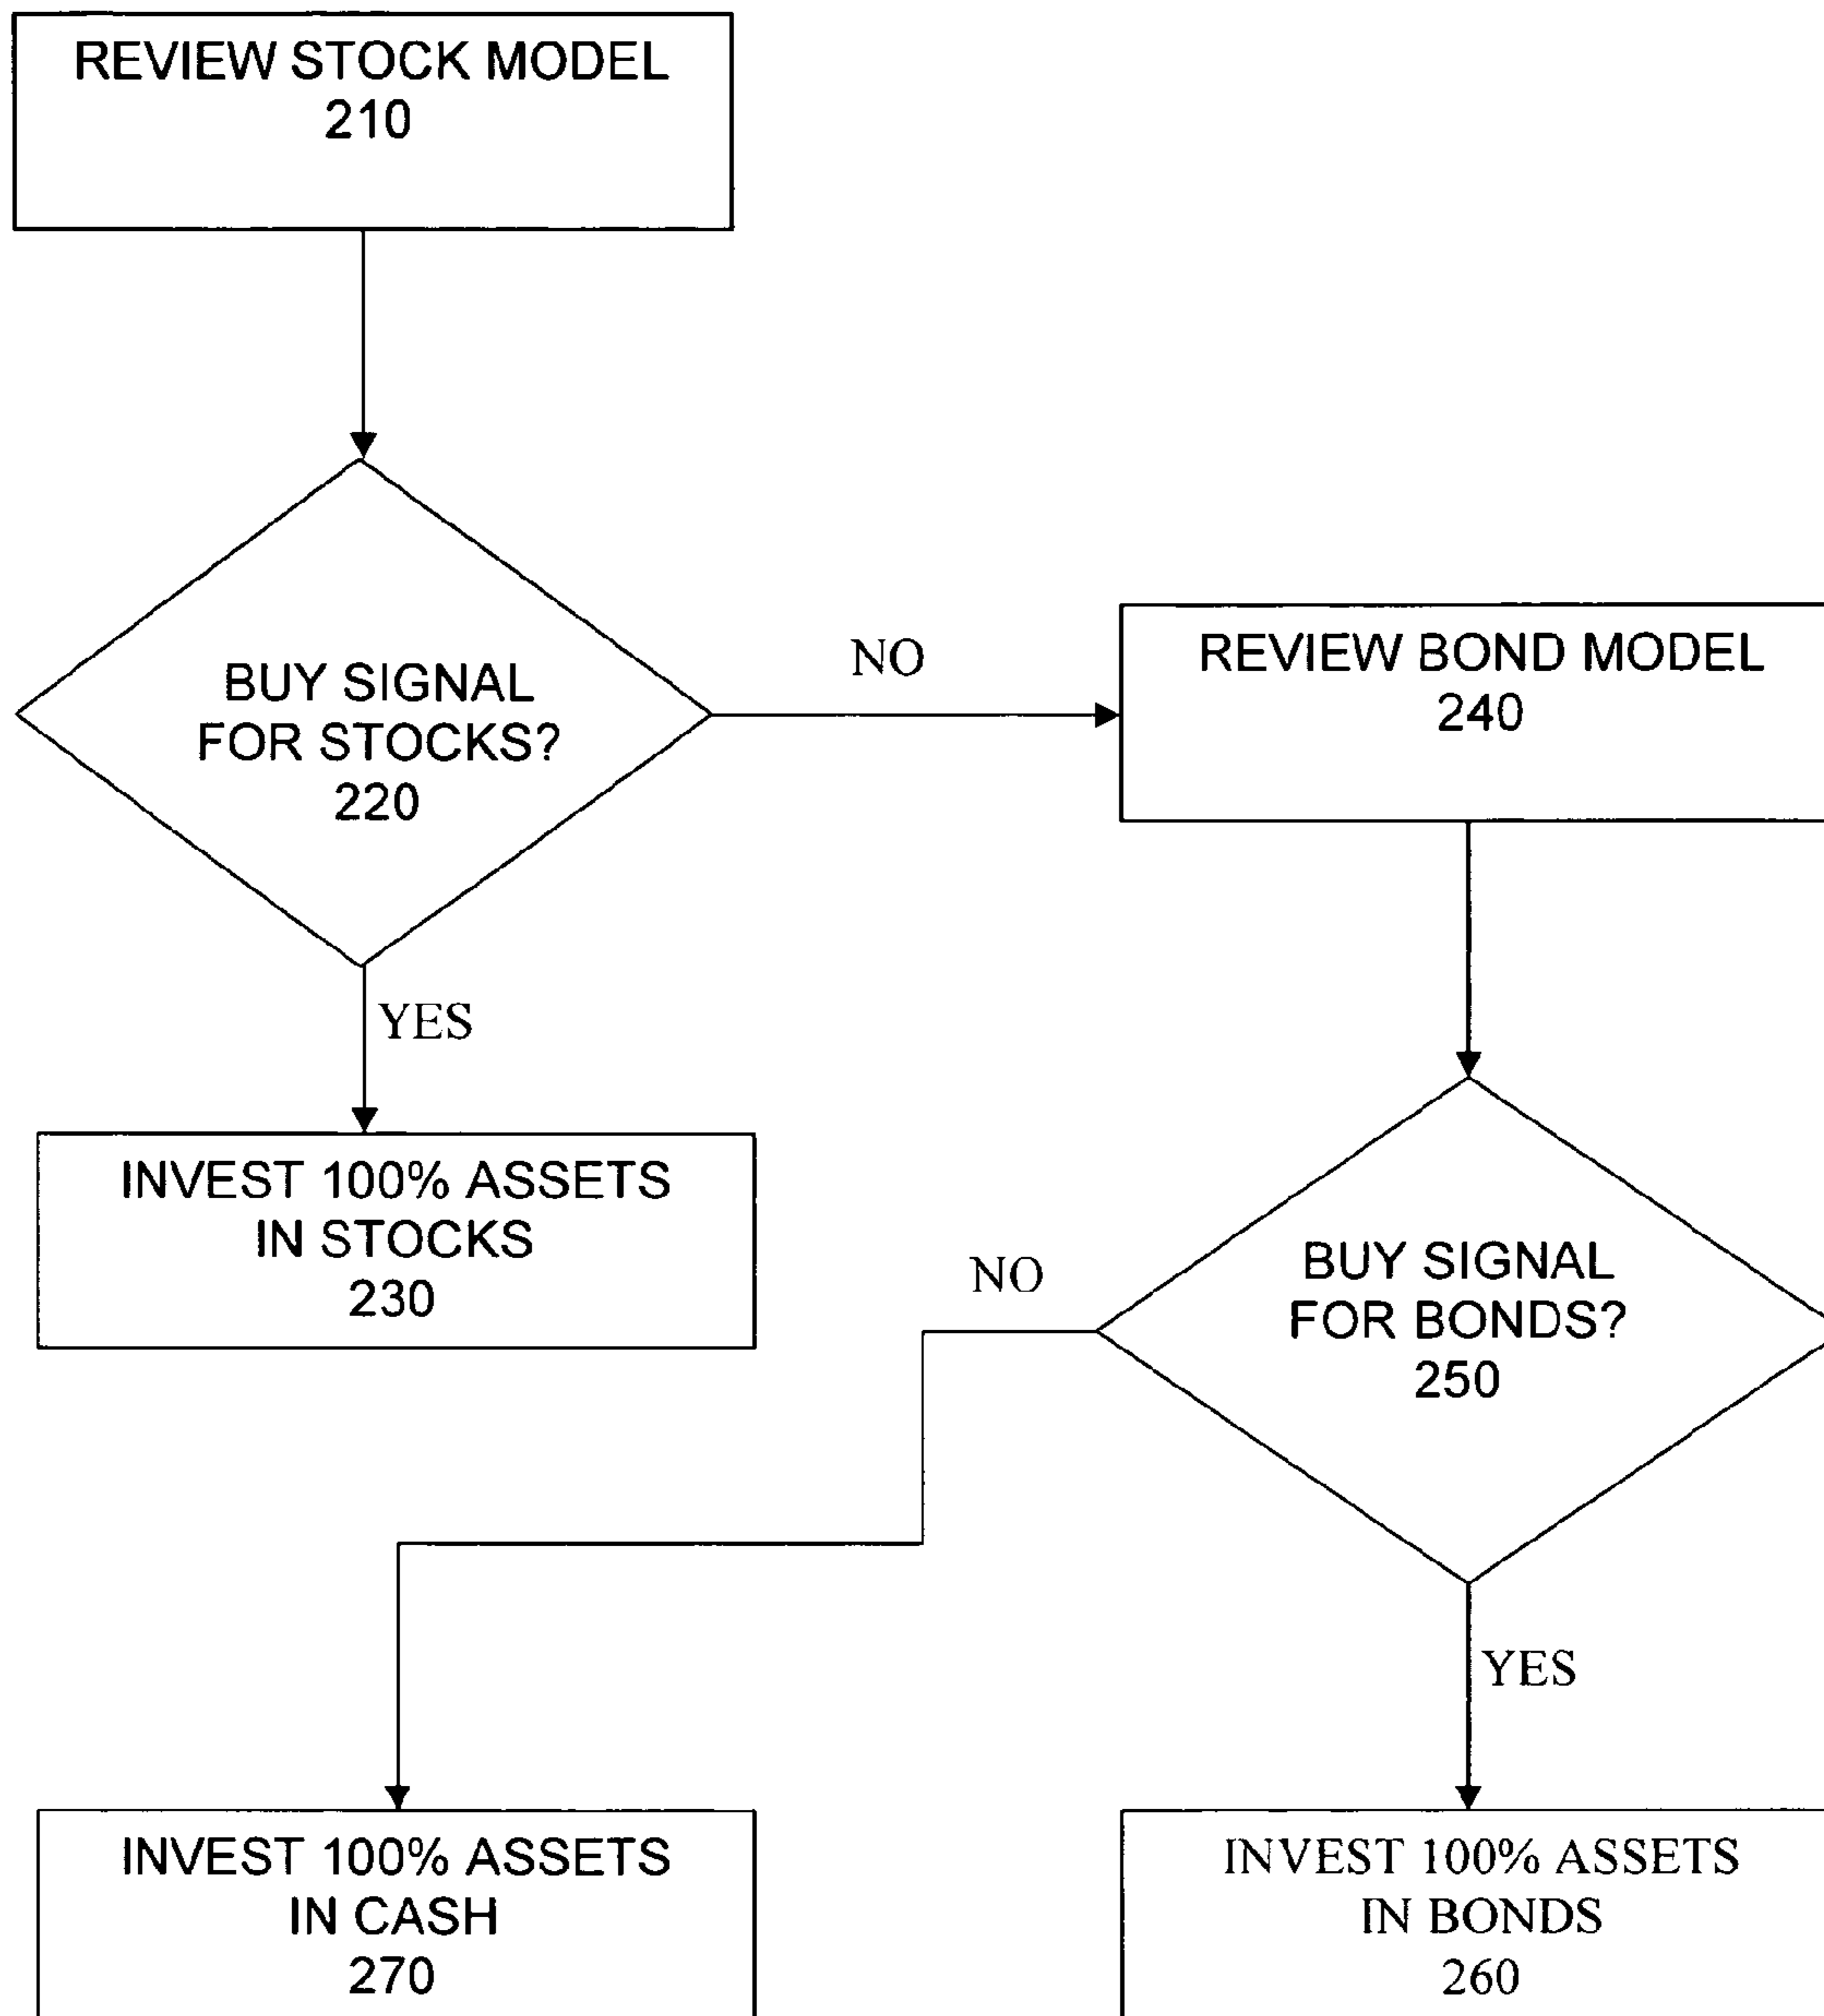 REVIEW STOCK MODEL
210
BUY SIGNAL
FOR STOCKS?
220
NO
REVIEW BOND MODEL
240
YES
INVEST 100% ASSETS
IN STOCKS
230
NO
BUY SIGNAL
FOR BONDS?
250
YES
INVEST 100% ASSETS
IN CASH
270
INVEST 100% ASSETS
IN BONDS
260